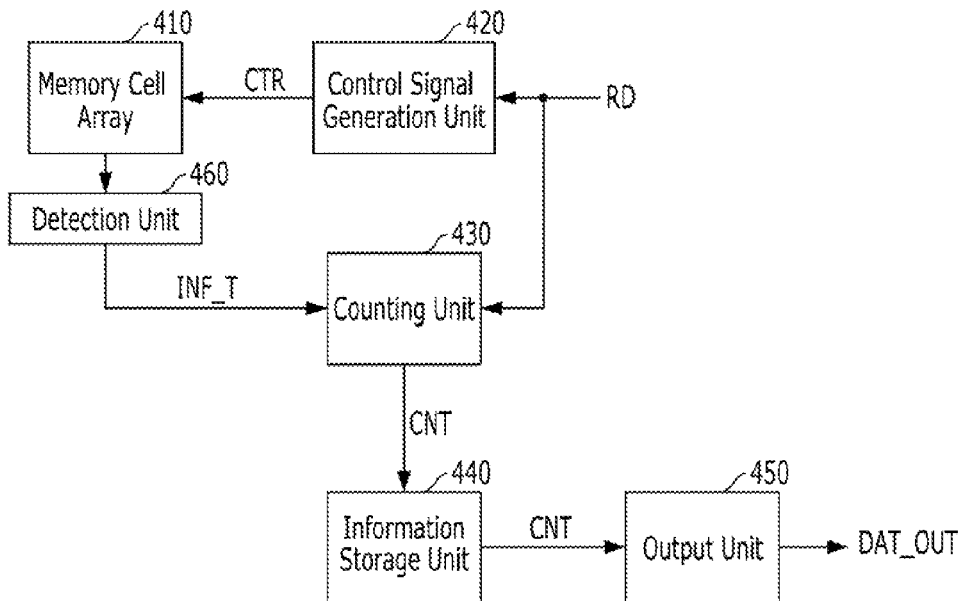 410
Memory Cell
Array
CTR
420
Control Signal
Generation Unit
RD
460
Detection Unit
INF_T
430
Counting Unit
CNT
440
Information
Storage Unit
CNT
450
Output Unit
DAT_OUT